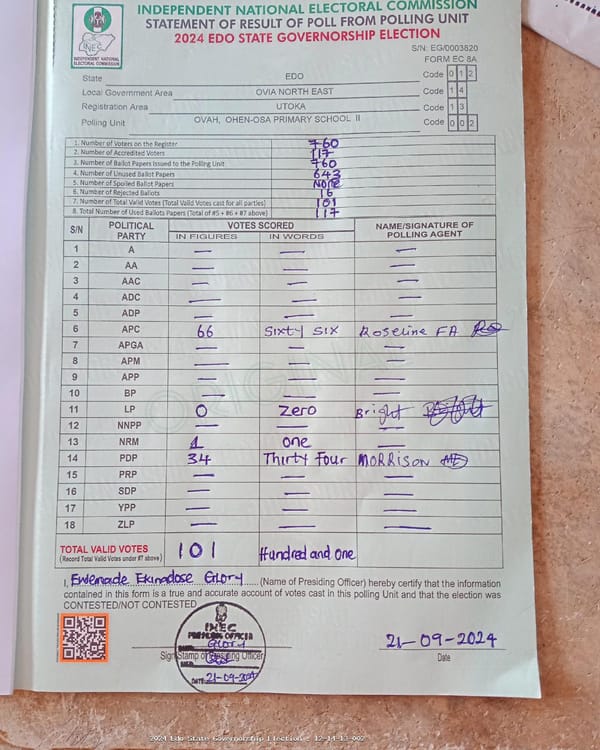 INDEPENDENT NATIONAL ELECTORAL COMMISSION
STATEMENT OF RESULT OF POLL FROM POLLING UNIT
2024 EDO STATE GOVERNORSHIP ELECTION
INEC
INDEPENDENT NATIONAL ELECTORAL COMMISSION
S/N: EG/0003820
FORM EC 8A
State EDO Code 0 1 2
Local Government Area OVIA NORTH EAST Code 1 4
Registration Area UTOKA Code 1 3
Polling Unit OVAH, OHEN-OSA PRIMARY SCHOOL II Code 0 0 2
1. Number of Voters on the Register 760
2. Number of Accredited Voters 117
3. Number of Ballot Papers Issued to the Polling Unit 760
4. Number of Unused Ballot Papers 643
5. Number of Spoiled Ballot Papers None
6. Number of Rejected Ballots 16
7. Number of Total Valid Votes (Total Valid Votes cast for all parties) 101
8. Total Number of Used Ballots Papers (Total of #5 + #6 + #7 above) 117
S/N POLITICAL PARTY VOTES SCORED NAME/SIGNATURE OF POLLING AGENT
IN FIGURES IN WORDS
1 A — — —
2 AA — — —
3 AAC — — —
4 ADC — — —
5 ADP — — —
6 APC 66 Sixty six Roseline FA
7 APGA — — —
8 APM — — —
9 APP — — —
10 BP — — —
11 LP 0 Zero Bright
12 NNPP — — —
13 NRM 1 one —
14 PDP 34 Thirty four MORRISON
15 PRP — — —
16 SDP — — —
17 YPP — — —
18 ZLP — — —
TOTAL VALID VOTES 101 Hundred and one
(Record Total Valid Votes under #7 above)
I, Ewemade Ekinadose Glory (Name of Presiding Officer) hereby certify that the information
contained in this form is a true and accurate account of votes cast in this polling Unit and that the election was
CONTESTED/NOT CONTESTED
INEC
PRESIDING OFFICER
Glory
DATE: 21-09-2024
21-09-2024
Sign/Stamp of Presiding Officer Date
ORIGINAL
2024 Edo State Governorship Election - 12-14-13-002